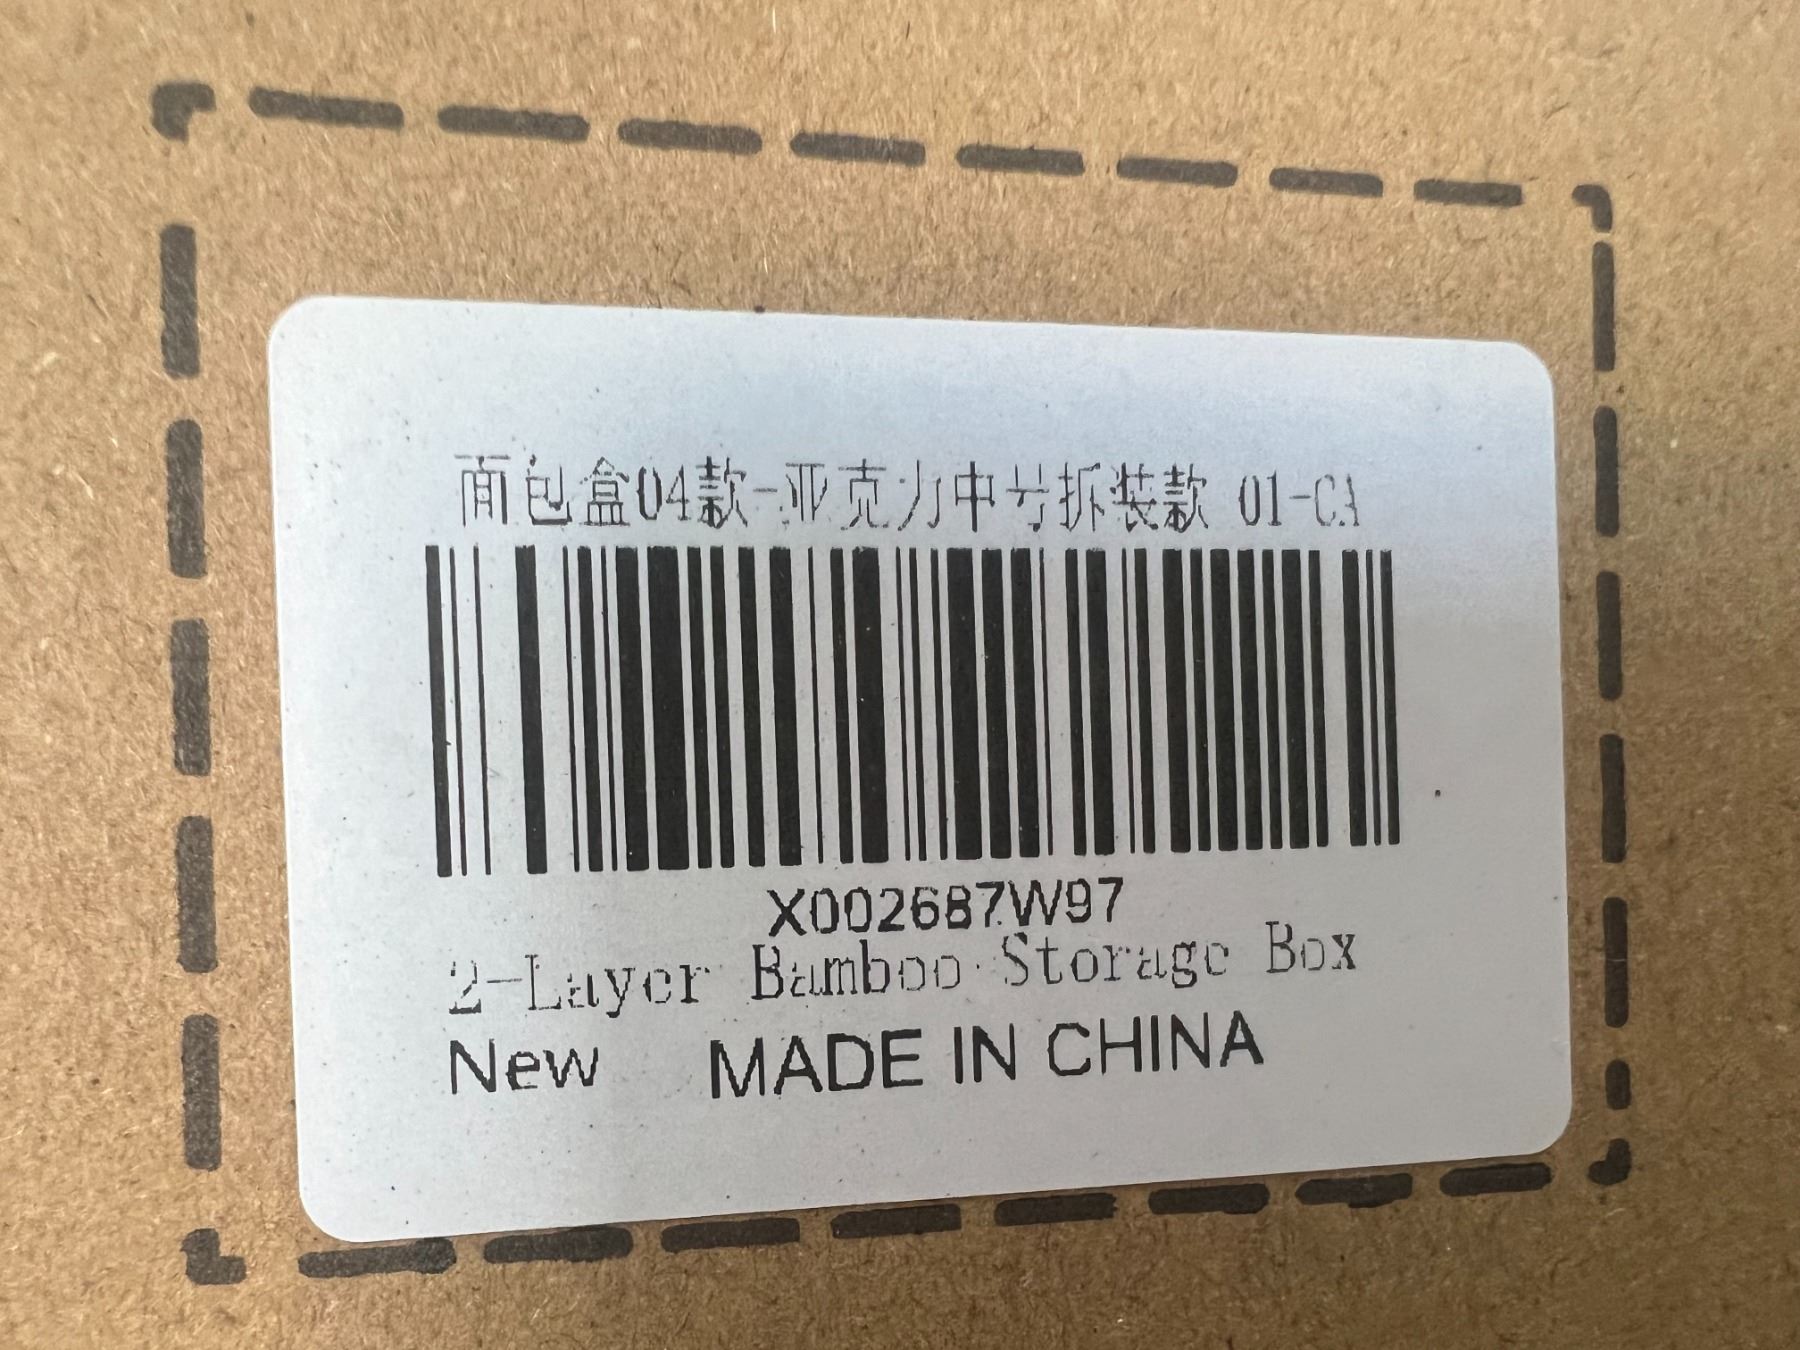 面包盒04款-亚克力中号拆装款 01-CA
X002687W97
2-Layer Bamboo Storage Box
New MADE IN CHINA